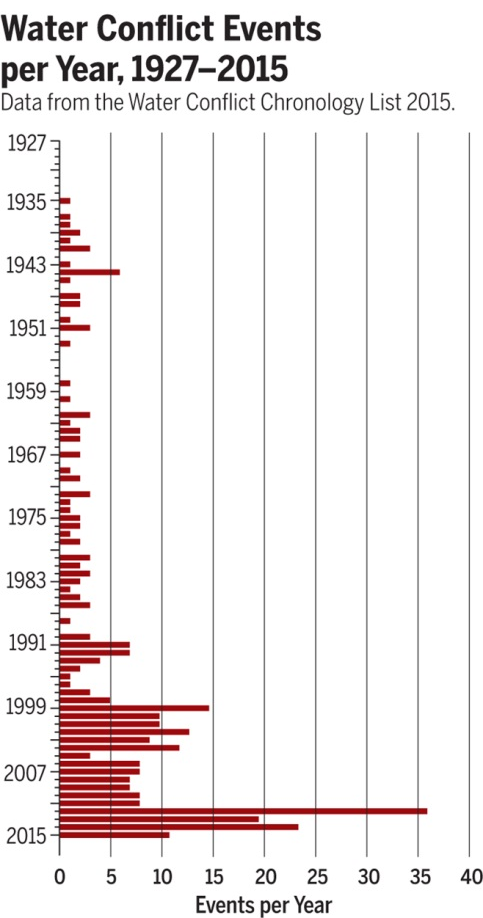 Water Conflict Events
per Year, 1927–2015
Data from the Water Conflict Chronology List 2015.
1927
1935
1943
1951
1959
1967
1975
1983
1991
1999
2007
2015
0 5 10 15 20 25 30 35 40
Events per Year